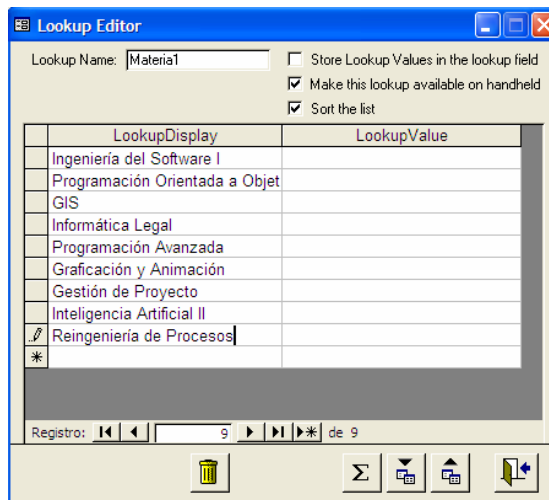 Lookup Editor
Lookup Name: Materia1
Store Lookup Values in the lookup field
Make this lookup available on handheld
Sort the list
LookupDisplay LookupValue
Ingeniería del Software I
Programación Orientada a Objet
GIS
Informática Legal
Programación Avanzada
Graficación y Animación
Gestión de Proyecto
Inteligencia Artificial II
Reingeniería de Procesos
Registro: 9 de 9